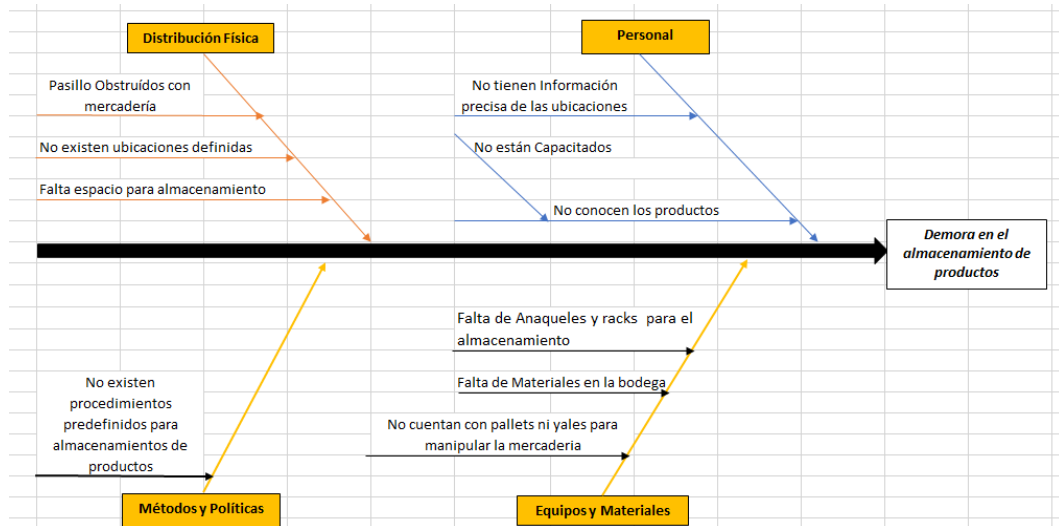 Distribución Física
Personal
Pasillo Obstruídos con
mercadería
No existen ubicaciones definidas
Falta espacio para almacenamiento
No tienen Información
precisa de las ubicaciones
No están Capacitados
No conocen los productos
Demora en el
almacenamiento de
productos
Falta de Anaqueles y racks para el
almacenamiento
Falta de Materiales en la bodega
No cuentan con pallets ni yales para
manipular la mercaderia
No existen
procedimientos
predefinidos para
almacenamientos de
productos
Métodos y Políticas
Equipos y Materiales